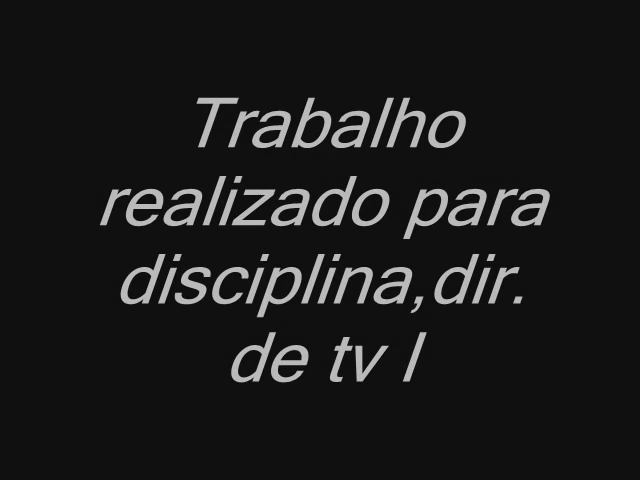 Trabalho
realizado para
disciplina,dir.
de tv I